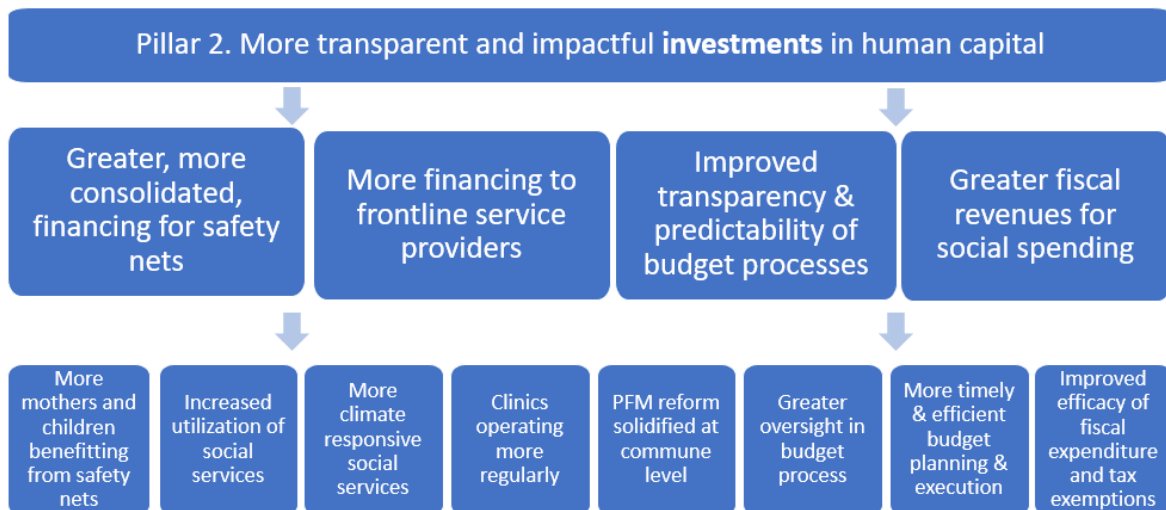 Pillar 2. More transparent and impactful investments in human capital
Greater, more
consolidated,
financing for safety
nets
More financing to
frontline service
providers
Improved
transparency &
predictability of
budget processes
Greater fiscal
revenues for
social spending
More
mothers and
children
benefitting
from safety
nets
Increased
utilization of
social
services
More
climate
responsive
social
services
Clinics
operating
more
regularly
PFM reform
solidified at
commune
level
Greater
oversight in
budget
process
More timely
& efficient
budget
planning &
execution
Improved
efficacy of
fiscal
expenditure
and tax
exemptions